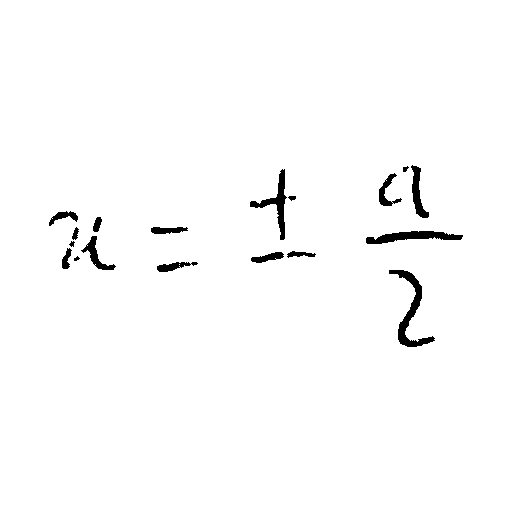 x = ± a/2